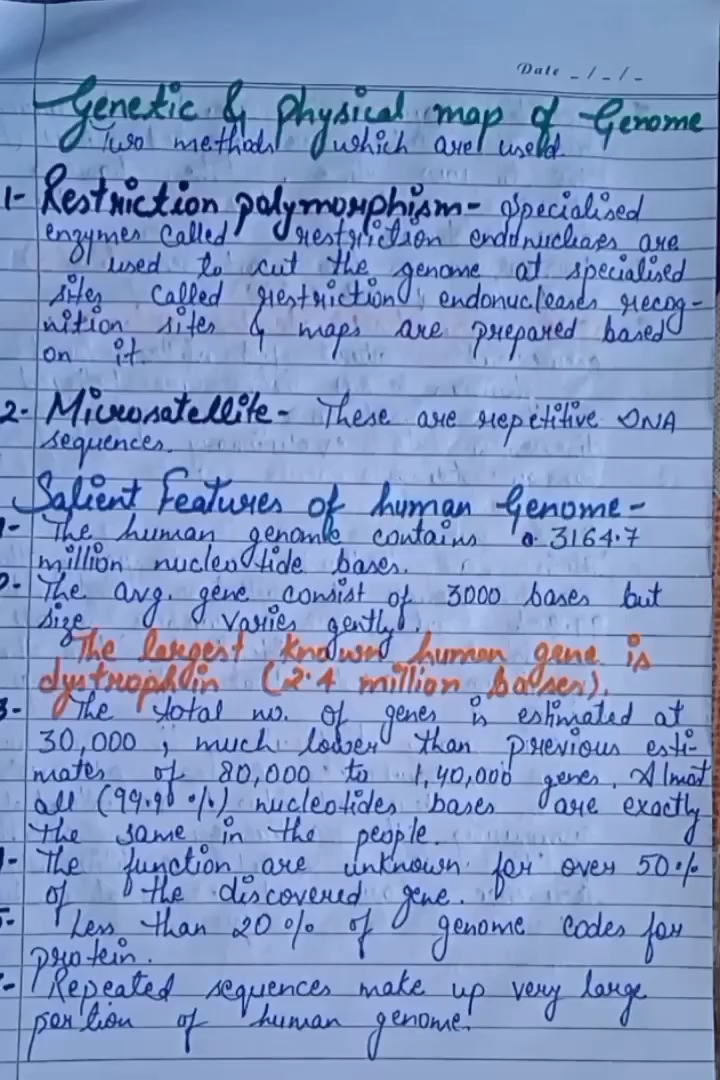 Date _/_/_
Genetic & physical map of Genome
Two methods which are used.
1- Restriction polymorphism- specialised
enzymes called restriction endonucleases are
used to cut the genome at specialised
sites called restriction endonucleases recog-
nition sites & maps are prepared based
on it.
2- Microsatellite- These are repetitive DNA
sequences.
Salient Features of human Genome-
1- The human genome contains 3164.7
million nucleotide bases.
2- The avg. gene consist of 3000 bases but
size varies gently.
The largest known human gene is
dystrophin (2.4 million bases).
3- The total no. of genes is estimated at
30,000, much lower than previous esti-
mates of 80,000 to 1,40,000 genes. Almost
all (99.90%) nucleotides bases are exactly
the same in the people.
- The function are unknown for over 50%
of the discovered gene.
5- Less than 20% of genome codes for
protein.
- Repeated sequences make up very large
portion of human genome.